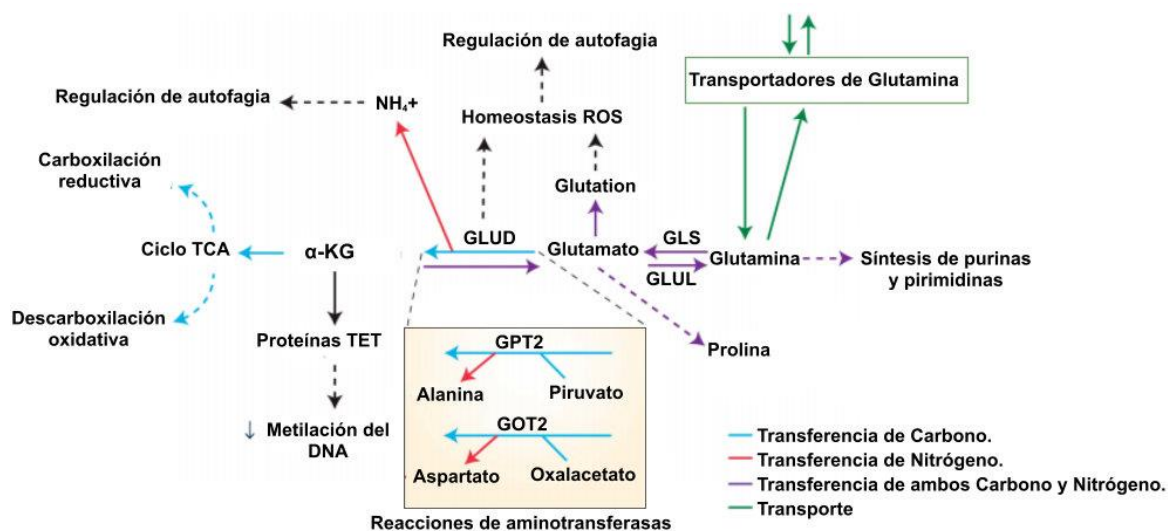 Regulación de autofagia
Transportadores de Glutamina
Regulación de autofagia
NH₄+
Homeostasis ROS
Carboxilación
reductiva
Glutation
Ciclo TCA
α-KG
GLUD
Glutamato
GLS
GLUL
Glutamina
Síntesis de purinas
y pirimidinas
Descarboxilación
oxidativa
Proteínas TET
Prolina
GPT2
Alanina
Piruvato
↓ Metilación del
DNA
GOT2
Aspartato
Oxalacetato
Reacciones de aminotransferasas
Transferencia de Carbono.
Transferencia de Nitrógeno.
Transferencia de ambos Carbono y Nitrógeno.
Transporte